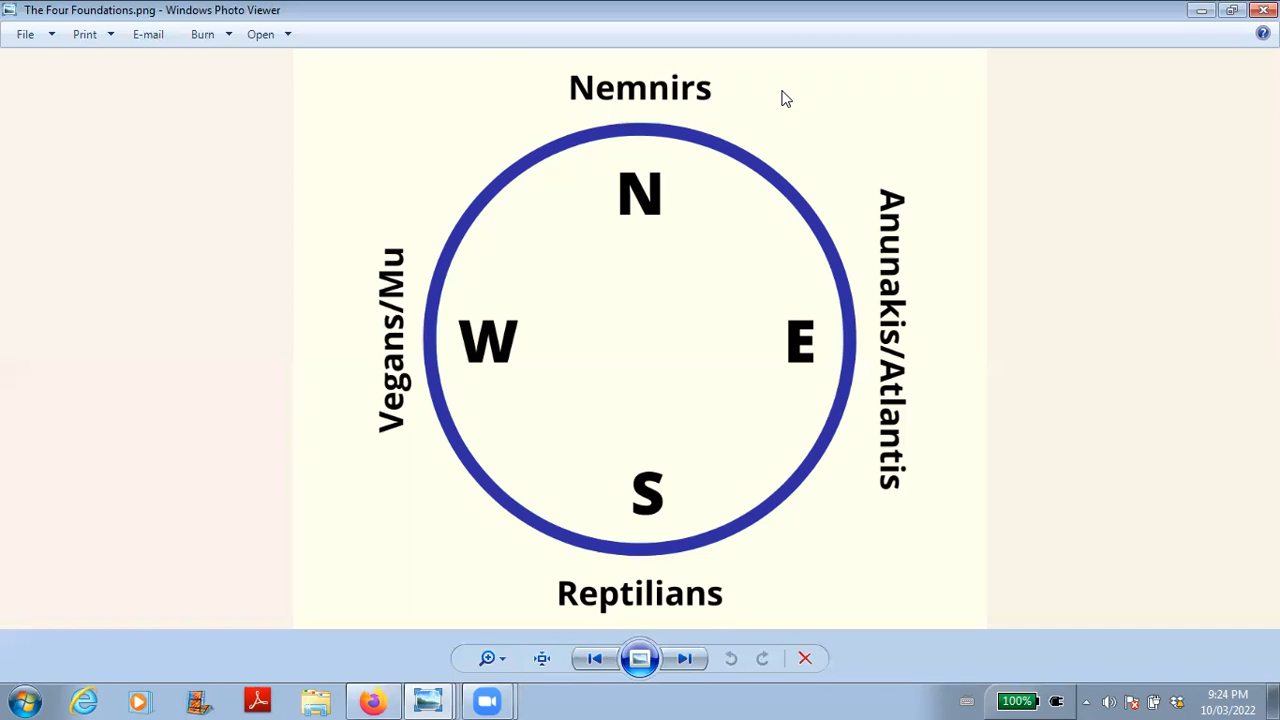 The Four Foundations.png - Windows Photo Viewer
File Print E-mail Burn Open
Nemnirs
N
Anunakis/Atlantis
Vegans/Mu
W
E
S
Reptilians
100%
9:24 PM
10/03/2022